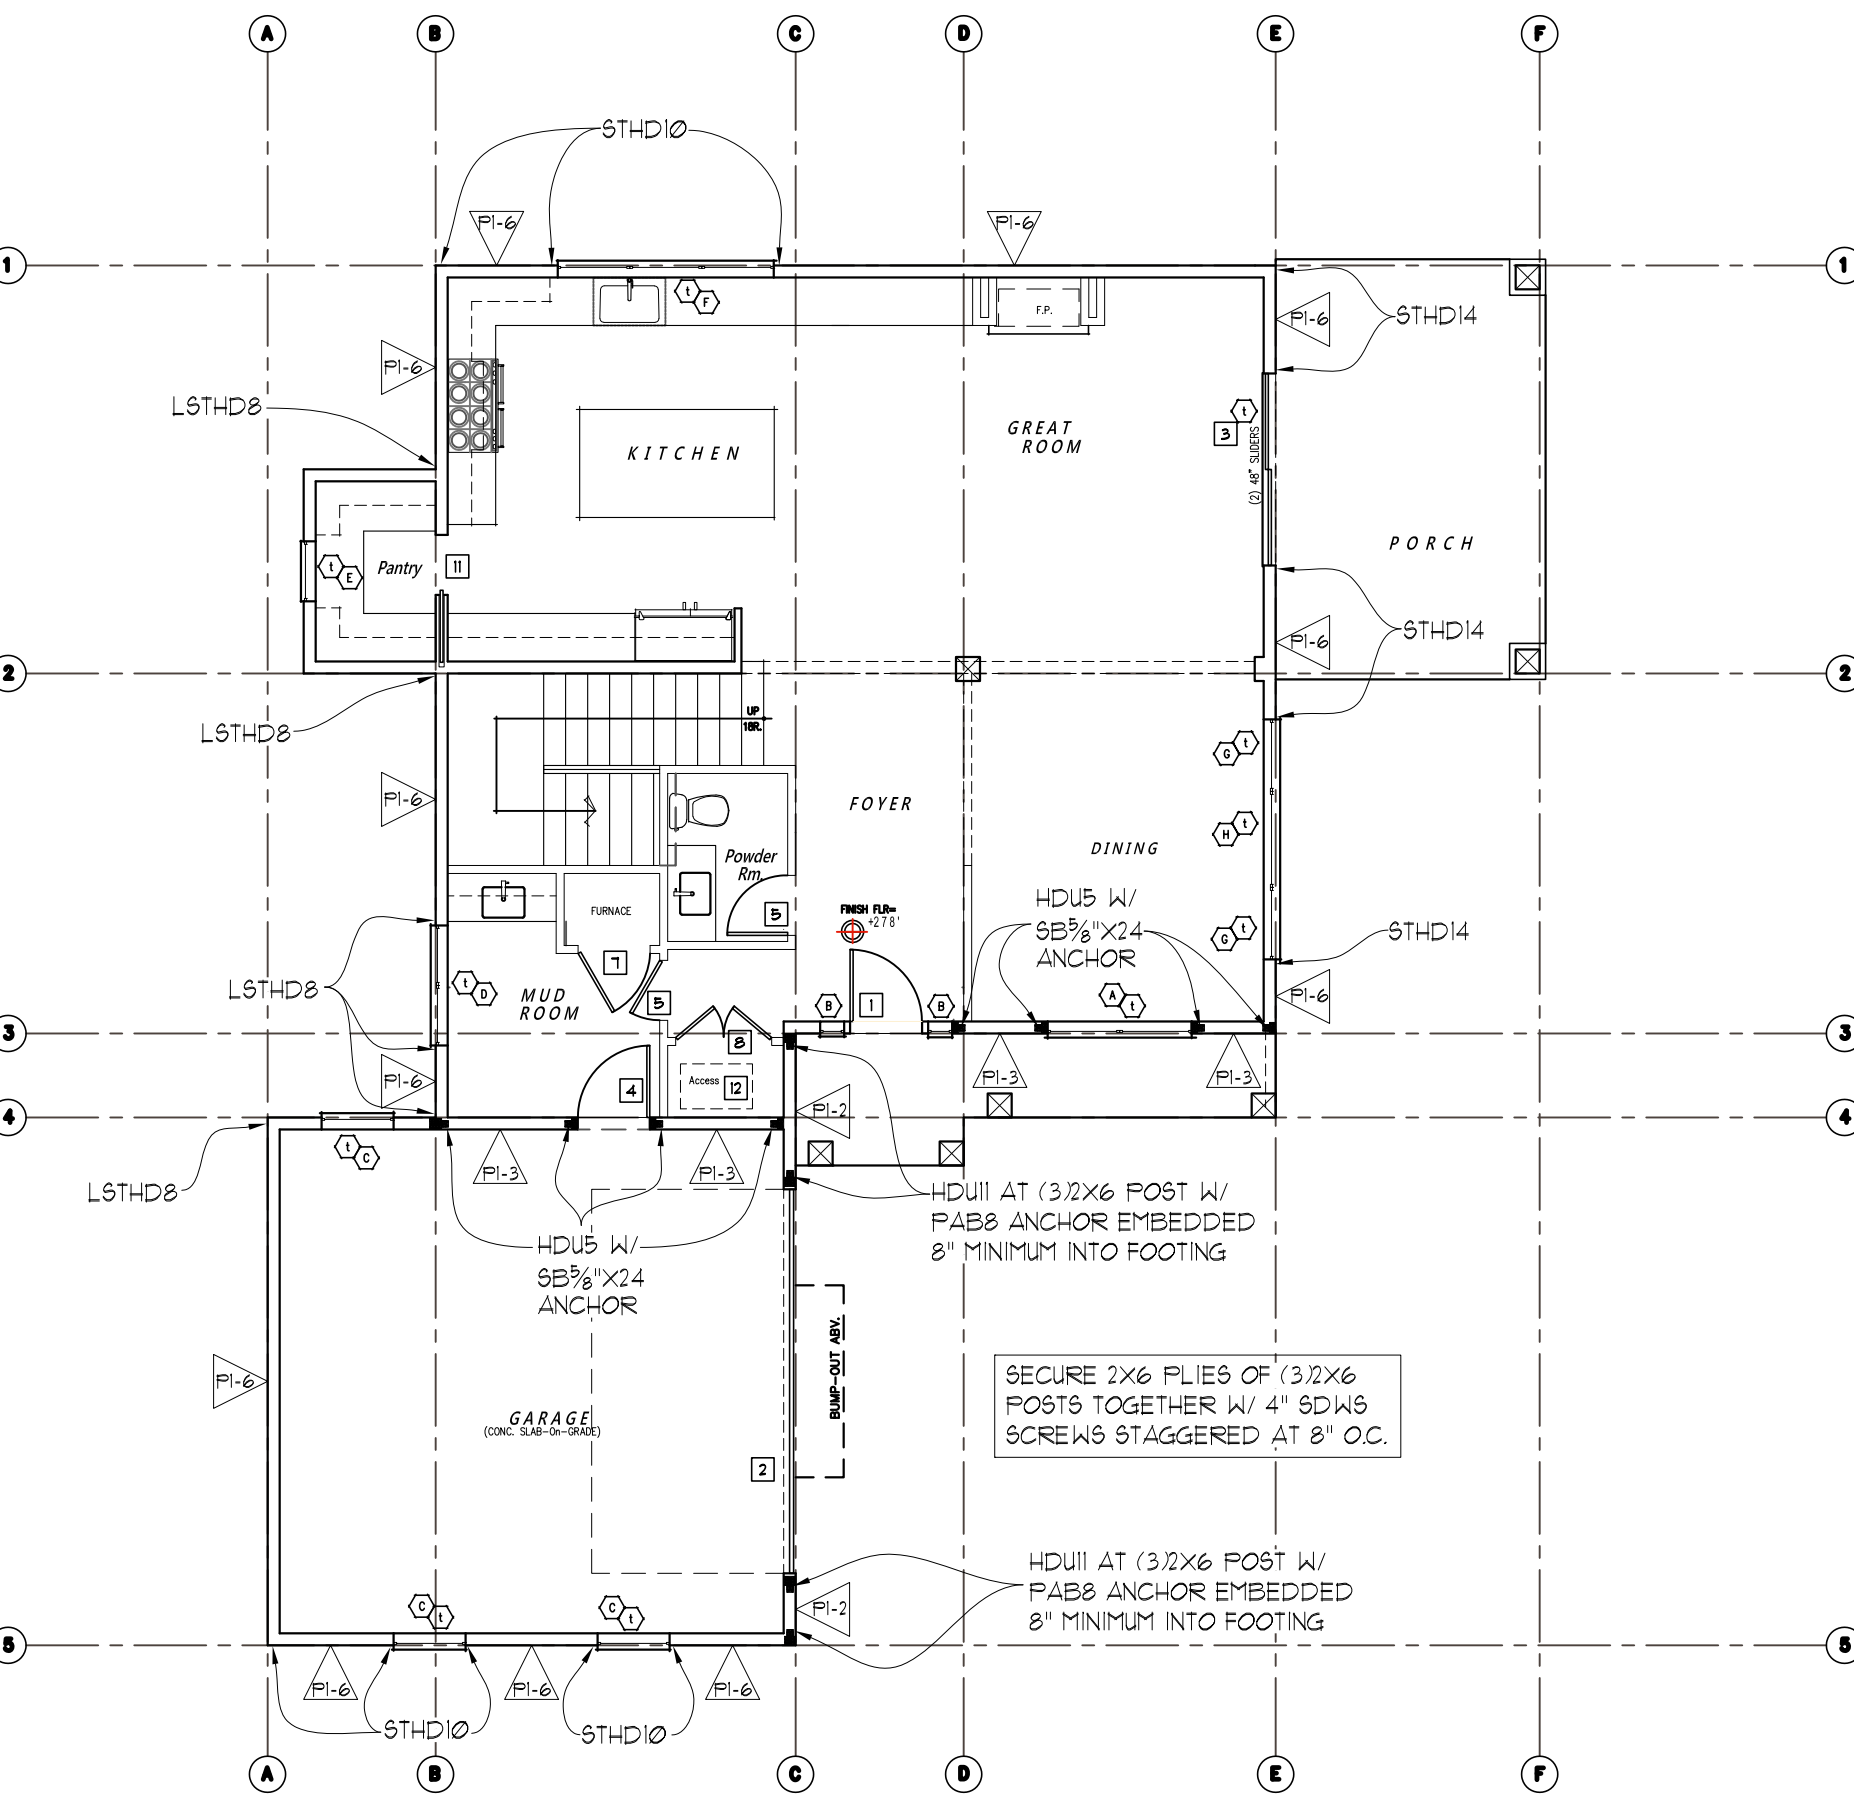 A B C D E F
STHD10
P1-6 P1-6
1 1
t F
F.P.
P1-6
STHD14
P1-6
LSTHD8
t
3
(2) 48" SLIDERS
KITCHEN
GREAT
ROOM
PORCH
t E
Pantry
11
STHD14
P1-6
2 2
LSTHD8
UP
18R.
G t
P1-6
FOYER
H t
DINING
Powder
Rm.
HDU5 W/
SB5/8"X24
ANCHOR
FURNACE
5
FINISH FLR=
+278'
G t
STHD14
7
LSTHD8
t D
MUD
ROOM
5
B 1 B
A t
P1-6
3 3
8
P1-6
4
Access
12
P1-3 P1-3
P1-2
4 4
t C
P1-3 P1-3
LSTHD8
HDU11 AT (3)2X6 POST W/
PAB8 ANCHOR EMBEDDED
8" MINIMUM INTO FOOTING
HDU5 W/
SB5/8"X24
ANCHOR
BUMP-OUT ABV.
P1-6
SECURE 2X6 PLIES OF (3)2X6
POSTS TOGETHER W/ 4" SDWS
SCREWS STAGGERED AT 8" O.C.
GARAGE
(CONC. SLAB-On-GRADE)
2
HDU11 AT (3)2X6 POST W/
PAB8 ANCHOR EMBEDDED
8" MINIMUM INTO FOOTING
C t
C t
P1-2
5 5
P1-6 P1-6 P1-6
STHD10 STHD10
A B C D E F